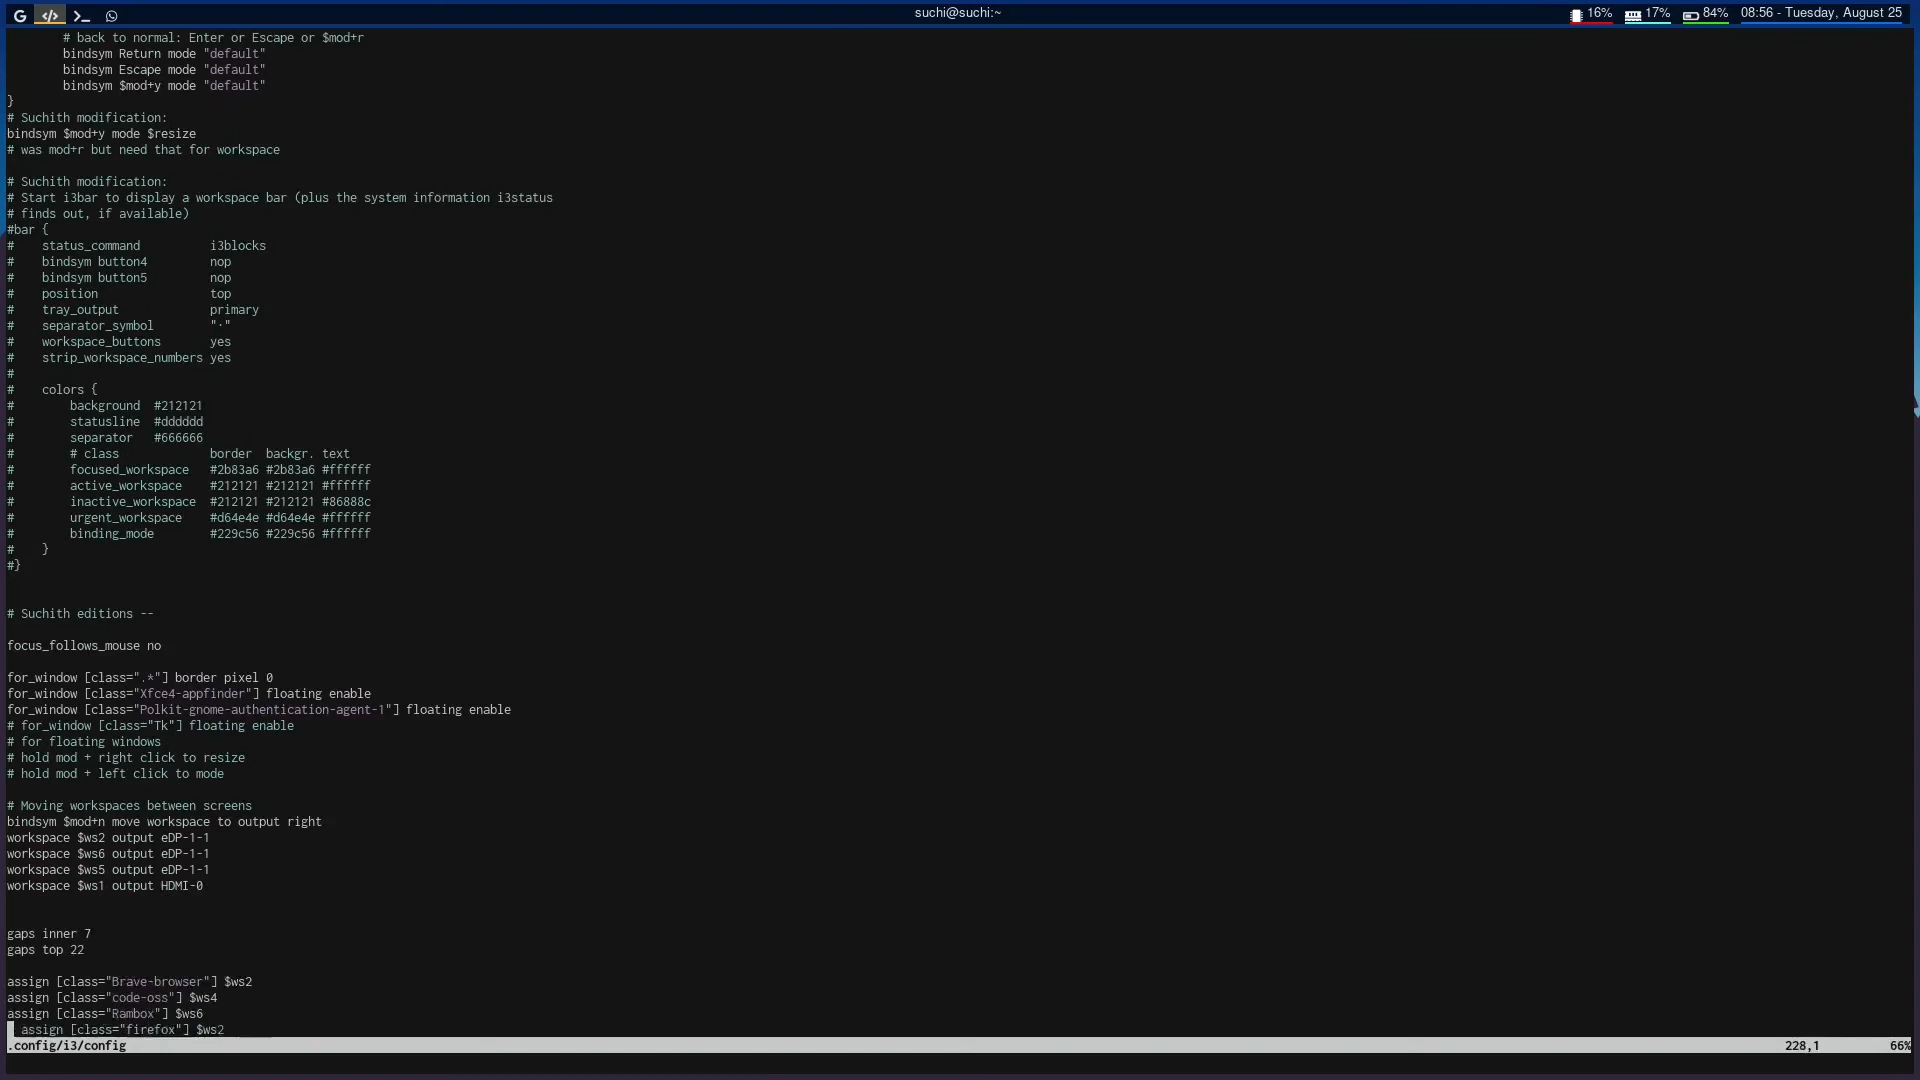 G </> >_ suchi@suchi:~ 16% 17% 84% 08:56 - Tuesday, August 25
# back to normal: Enter or Escape or $mod+r
bindsym Return mode "default"
bindsym Escape mode "default"
bindsym $mod+y mode "default"
}
# Suchith modification:
bindsym $mod+y mode $resize
# was mod+r but need that for workspace
# Suchith modification:
# Start i3bar to display a workspace bar (plus the system information i3status
# finds out, if available)
#bar {
#    status_command          i3blocks
#    bindsym button4         nop
#    bindsym button5         nop
#    position                top
#    tray_output             primary
#    separator_symbol        "·"
#    workspace_buttons       yes
#    strip_workspace_numbers yes
#
#    colors {
#        background  #212121
#        statusline  #dddddd
#        separator   #666666
#        # class             border  backgr. text
#        focused_workspace   #2b83a6 #2b83a6 #ffffff
#        active_workspace    #212121 #212121 #ffffff
#        inactive_workspace  #212121 #212121 #86888c
#        urgent_workspace    #d64e4e #d64e4e #ffffff
#        binding_mode        #229c56 #229c56 #ffffff
#    }
#}
# Suchith editions --
focus_follows_mouse no
for_window [class=".*"] border pixel 0
for_window [class="Xfce4-appfinder"] floating enable
for_window [class="Polkit-gnome-authentication-agent-1"] floating enable
# for_window [class="Tk"] floating enable
# for floating windows
# hold mod + right click to resize
# hold mod + left click to mode
# Moving workspaces between screens
bindsym $mod+n move workspace to output right
workspace $ws2 output eDP-1-1
workspace $ws6 output eDP-1-1
workspace $ws5 output eDP-1-1
workspace $ws1 output HDMI-0
gaps inner 7
gaps top 22
assign [class="Brave-browser"] $ws2
assign [class="code-oss"] $ws4
assign [class="Rambox"] $ws6
assign [class="firefox"] $ws2
.config/i3/config 228,1 66%